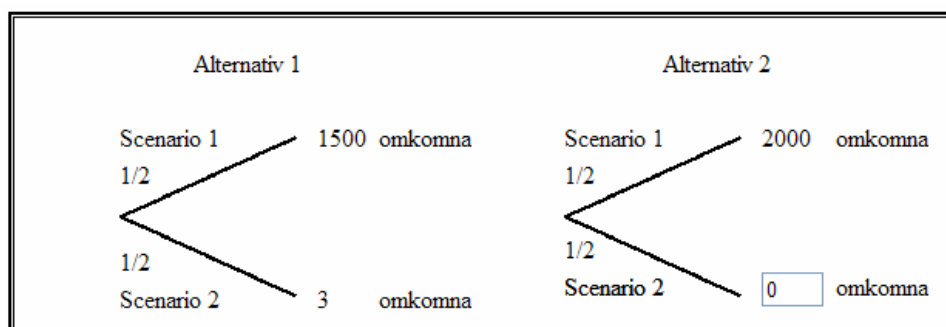 Alternativ 1 Alternativ 2
Scenario 1 1500 omkomna Scenario 1 2000 omkomna
1/2 1/2
1/2 1/2
Scenario 2 3 omkomna Scenario 2 0 omkomna